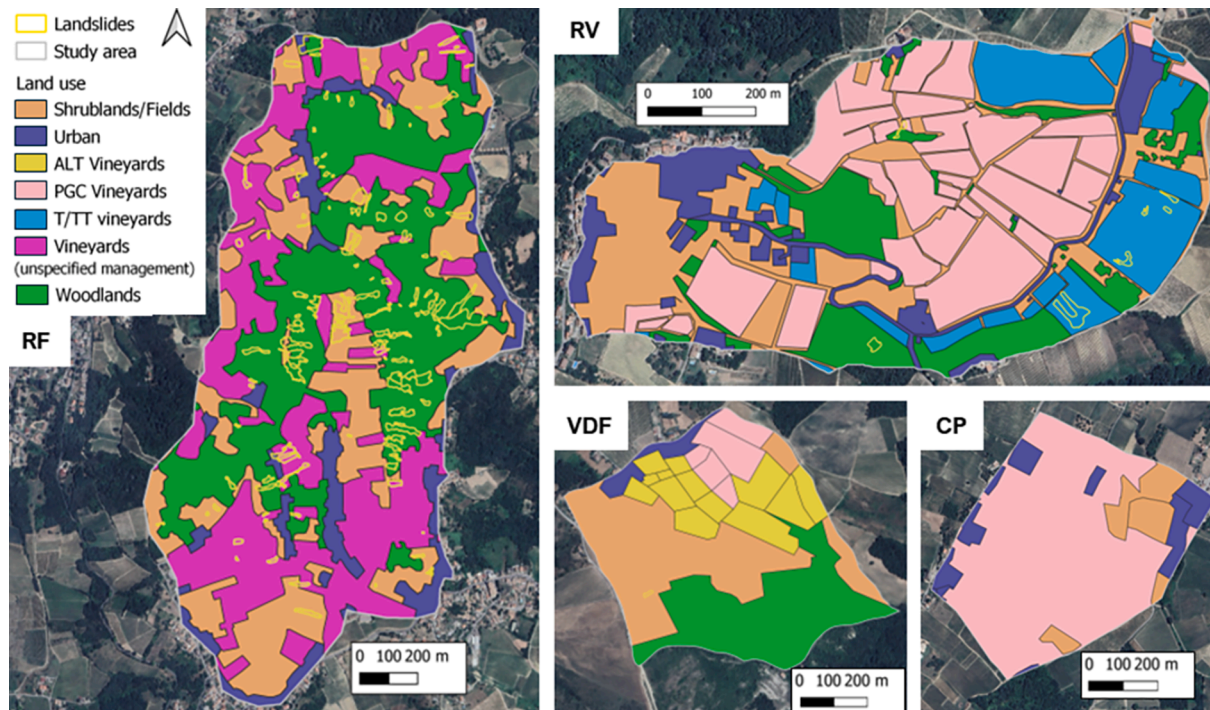 Landslides
Study area
Land use
Shrublands/Fields
Urban
ALT Vineyards
PGC Vineyards
T/TT vineyards
Vineyards
(unspecified management)
Woodlands
RF
0 100 200 m
RV
0 100 200 m
VDF
0 100 200 m
CP
0 100 200 m